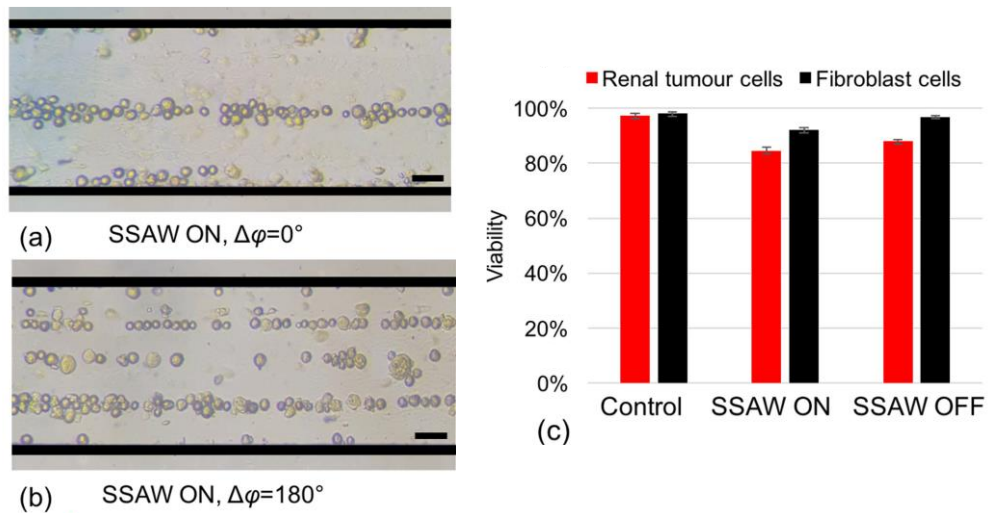 (a) SSAW ON, Δφ=0°
(b) SSAW ON, Δφ=180°
Renal tumour cells Fibroblast cells
100%
80%
60%
40%
20%
0%
Viability
Control SSAW ON SSAW OFF
(c)